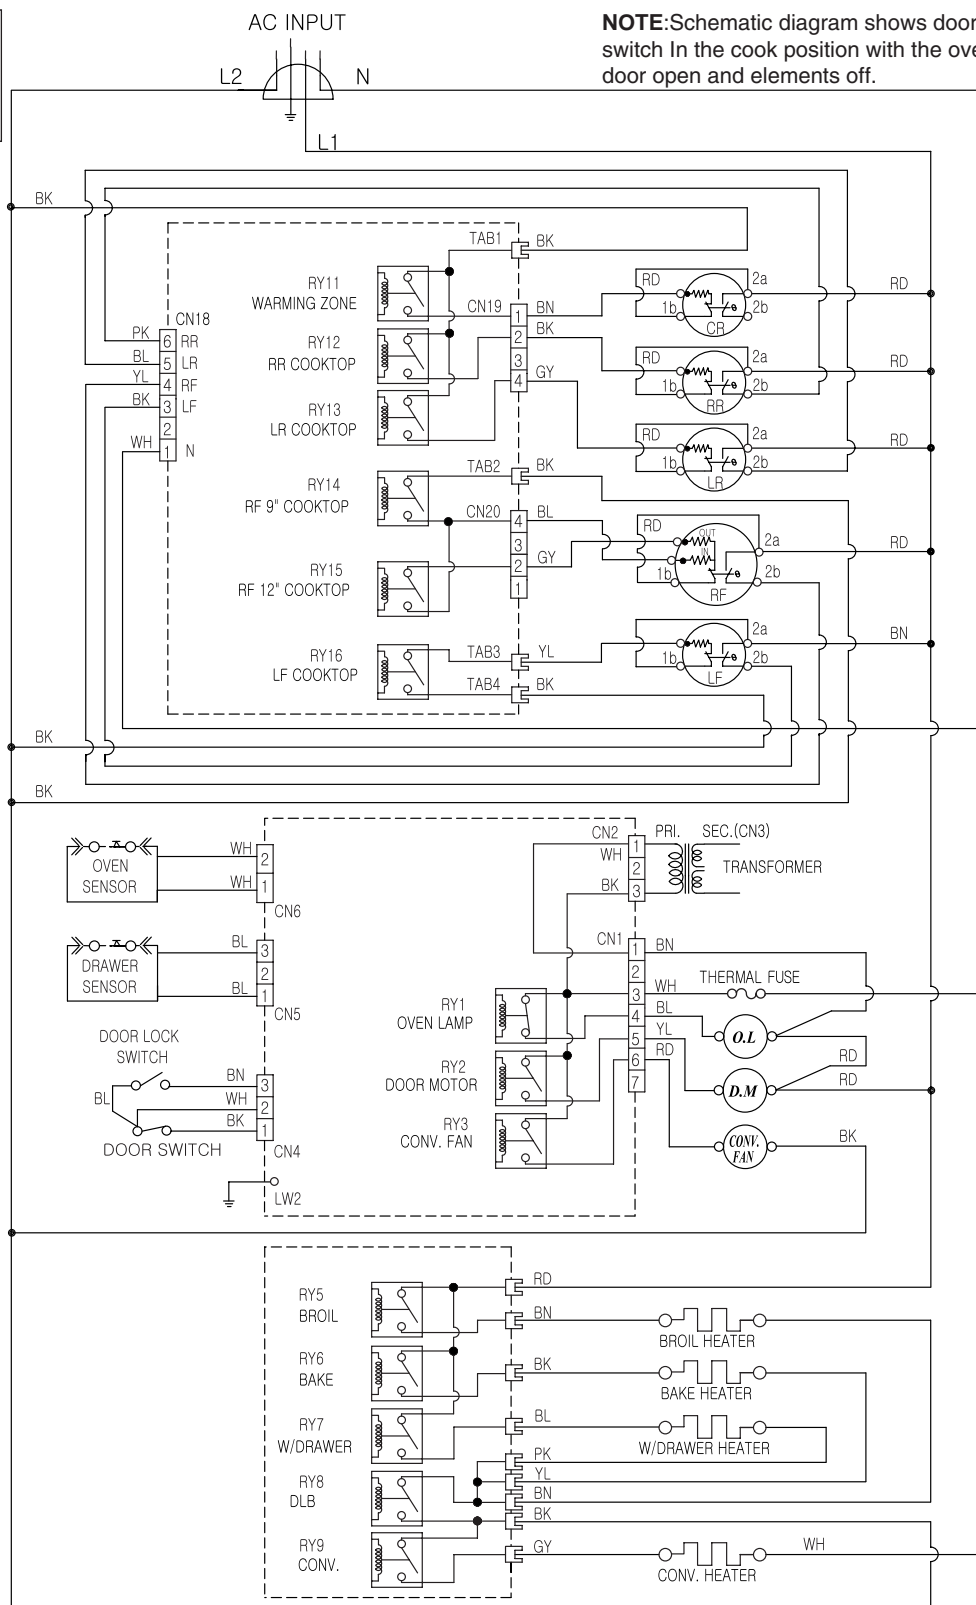 AC INPUT
NOTE:Schematic diagram shows door
switch In the cook position with the ove
door open and elements off.
L2
N
L1
BK
TAB1
BK
RY11
WARMING ZONE
CN19
1
BN
RD
1b
CR
2a
2b
RD
CN18
PK
6
RR
BL
5
LR
YL
4
RF
BK
3
LF
2
WH
1
N
RY12
RR COOKTOP
2
BK
3
4
GY
RD
1b
RR
2a
2b
RD
RY13
LR COOKTOP
RD
1b
LR
2a
2b
RD
TAB2
BK
RY14
RF 9" COOKTOP
CN20
4
BL
3
2
GY
1
RD
OUT
IN
1b
RF
2a
2b
RD
RY15
RF 12" COOKTOP
RY16
LF COOKTOP
TAB3
YL
TAB4
BK
1b
LF
2a
2b
BN
BK
BK
OVEN
SENSOR
WH
2
WH
1
CN6
CN2
WH
BK
1
2
3
PRI.
SEC.(CN3)
TRANSFORMER
DRAWER
SENSOR
BL
3
2
BL
1
CN5
CN1
1
BN
2
3
WH
4
BL
5
YL
6
RD
7
THERMAL FUSE
RY1
OVEN LAMP
O.L
RD
RY2
DOOR MOTOR
D.M
RD
RY3
CONV. FAN
CONV.
FAN
BK
DOOR LOCK
SWITCH
BL
BN
3
WH
2
BK
1
DOOR SWITCH
CN4
LW2
RY5
BROIL
RD
BN
BROIL HEATER
RY6
BAKE
BK
BAKE HEATER
RY7
W/DRAWER
BL
W/DRAWER HEATER
PK
YL
RY8
DLB
BN
BK
RY9
CONV.
GY
CONV. HEATER
WH